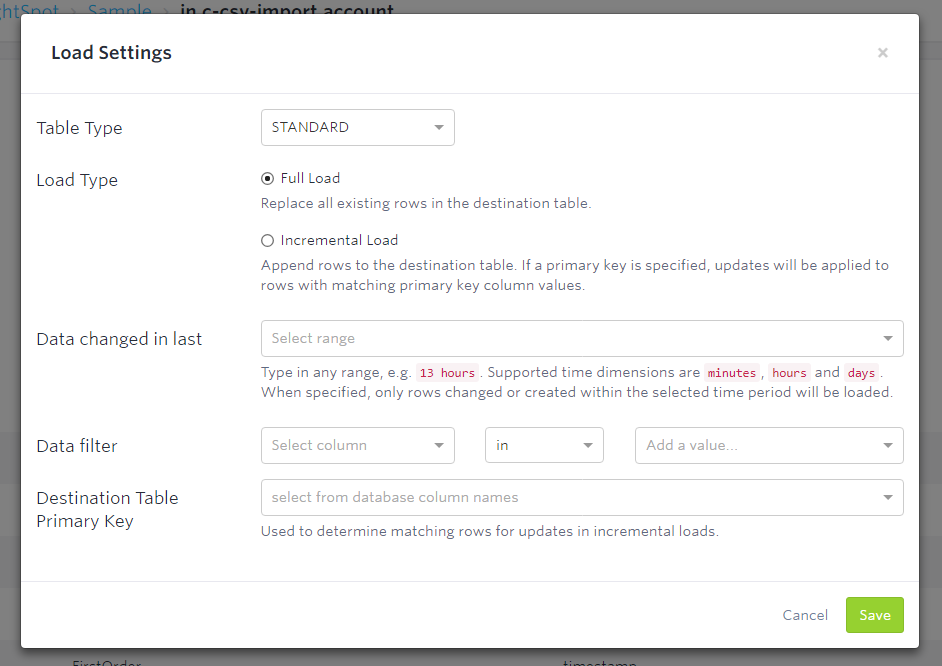 Sample
in.c-csv-import.account
Load Settings
×
Table Type
STANDARD
Load Type
Full Load
Replace all existing rows in the destination table.
Incremental Load
Append rows to the destination table. If a primary key is specified, updates will be applied to
rows with matching primary key column values.
Data changed in last
Select range
Type in any range, e.g. 13 hours. Supported time dimensions are minutes, hours and days.
When specified, only rows changed or created within the selected time period will be loaded.
Data filter
Select column
in
Add a value...
Destination Table
Primary Key
select from database column names
Used to determine matching rows for updates in incremental loads.
Cancel
Save
FirstOrder
timestamp